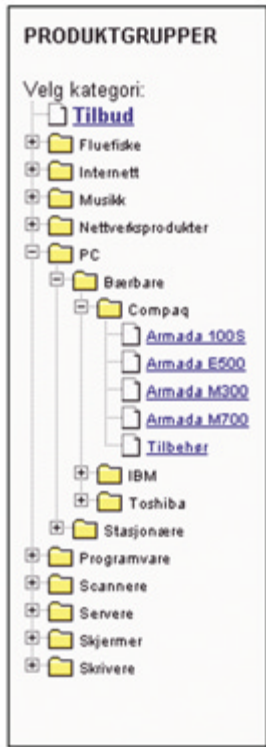 PRODUKTGRUPPER
Velg kategori:
Tilbud
Fluefiske
Internett
Musikk
Nettverksprodukter
PC
Bærbare
Compaq
Armada 100S
Armada E500
Armada M300
Armada M700
Tilbehør
IBM
Toshiba
Stasjonære
Programvare
Scannere
Servere
Skjermer
Skrivere